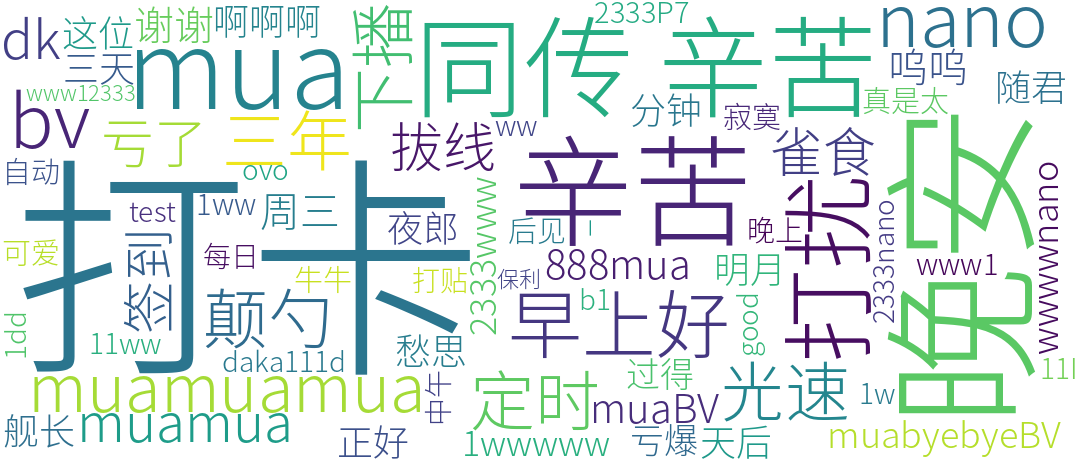 2333P7
dk
这位
谢谢
啊啊啊
mua
下播
同传
辛苦
nano
三天
呜呜
随君
www12333
bv
亏了
三年
拔线
ww
分钟
寂寞
真是太
雀食
晚安
自动
打卡
ovo
test
1ww
周三
夜郎
2333wwww
辛苦
后见
晚上
打扰
2333nano
wwwwwnano
签到
每日
可爱
牛牛
打贴
保利
888mua
明月
www1
颠勺
早上好
b1
good
1dd
11ww
daka111d
愁思
过得
11l
muamuamua
中午
定时
muaBV
光速
1w
舰长
muamua
正好
1wwwww
亏爆
天后
muabyebyeBV